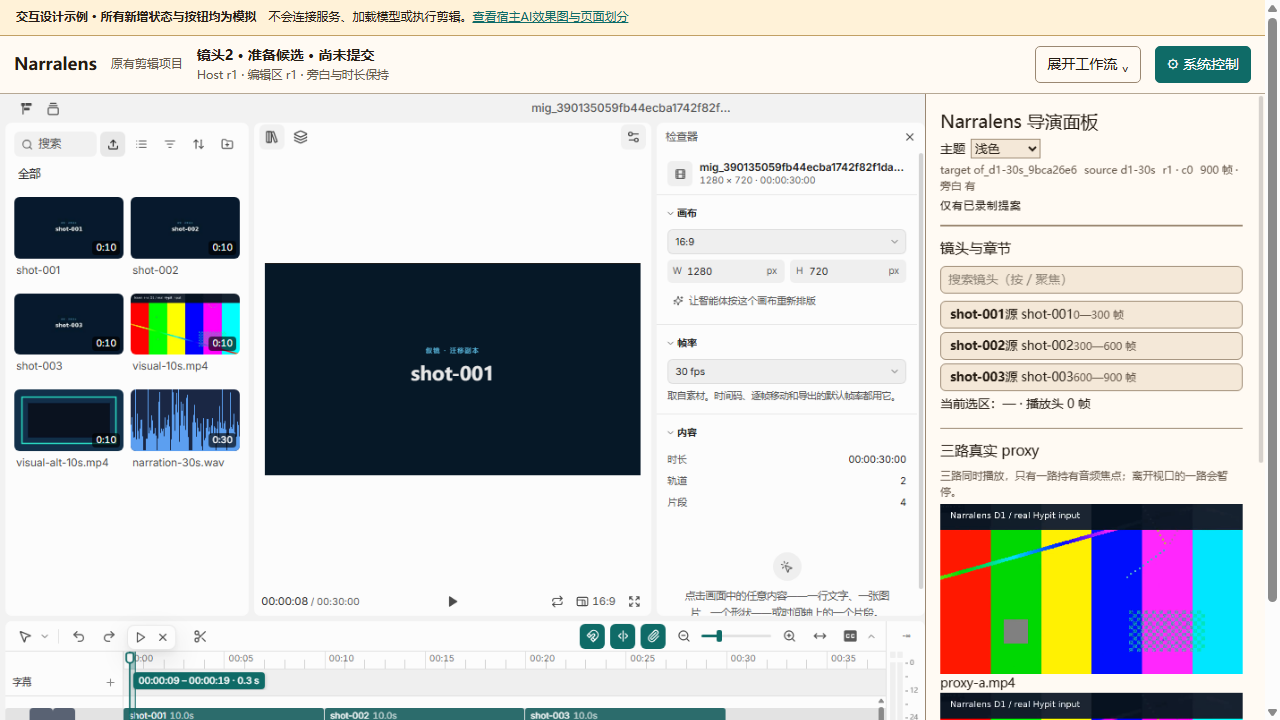 交互设计示例 • 所有新增状态与按钮均为模拟 不会连接服务、加载模型或执行剪辑。查看宿主AI效果图与页面划分
Narralens 原有剪辑项目
镜头2 • 准备候选 • 尚未提交
Host r1 · 编辑区 r1 · 旁白与时长保持
展开工作流
系统控制
mig_390135059fb44ecba1742f82f...
搜索
全部
shot-001
0:10
shot-001
shot-002
0:10
shot-002
shot-003
0:10
shot-003
0:10
visual-10s.mp4
0:10
visual-alt-10s.mp4
0:30
narration-30s.wav
shot-001
00:00:08 / 00:30:00
16:9
检查器
mig_390135059fb44ecba1742f82f1da...
1280 × 720 · 00:00:30:00
画布
16:9
W 1280 px
H 720 px
让智能体按这个画布重新排版
帧率
30 fps
取自素材。时间码、逐帧移动和导出的默认帧率都用它。
内容
时长 00:00:30:00
轨道 2
片段 4
点击画面中的任意内容——一行文字、一张图
片、一个形状——或时间轴上的一个片段。
Narralens 导演面板
主题 浅色
target of_d1-30s_9bca26e6 source d1-30s r1 · c0 900 帧 ·
旁白 有
仅有已录制提案
镜头与章节
搜索镜头（按 / 聚焦）
shot-001源 shot-0010—300 帧
shot-002源 shot-002300—600 帧
shot-003源 shot-003600—900 帧
当前选区：— · 播放头 0 帧
三路真实 proxy
三路同时播放，只有一路持有音频焦点；离开视口的一路会暂
停。
Narralens D1 / real Hypit input
proxy-a.mp4
Narralens D1 / real Hypit input
CC
0:00 00:05 00:10 00:15 00:20 00:25 00:30 00:35
00:00:09 – 00:00:19 · 0.3 s
字幕
shot-001 10.0s
shot-002 10.0s
shot-003 10.0s
-0
-12
-24